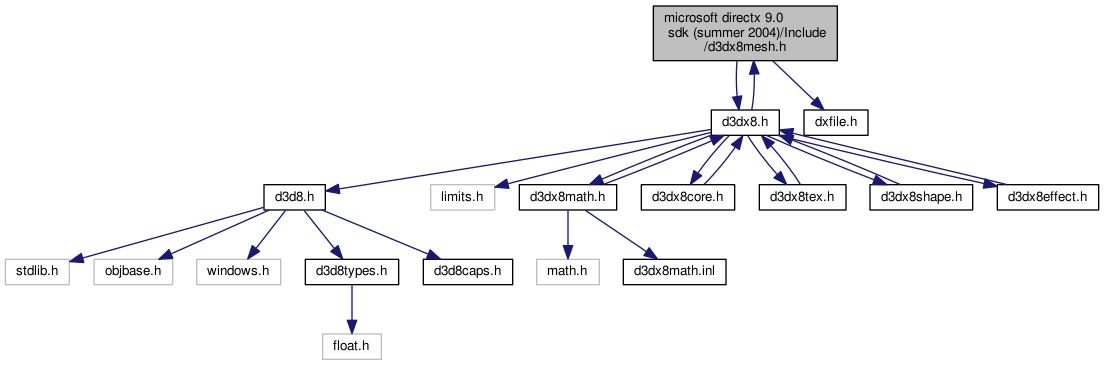 microsoft directx 9.0
sdk (summer 2004)/Include
/d3dx8mesh.h
d3dx8.h
dxfile.h
d3d8.h
limits.h
d3dx8math.h
d3dx8core.h
d3dx8tex.h
d3dx8shape.h
d3dx8effect.h
stdlib.h
objbase.h
windows.h
d3d8types.h
d3d8caps.h
math.h
d3dx8math.inl
float.h